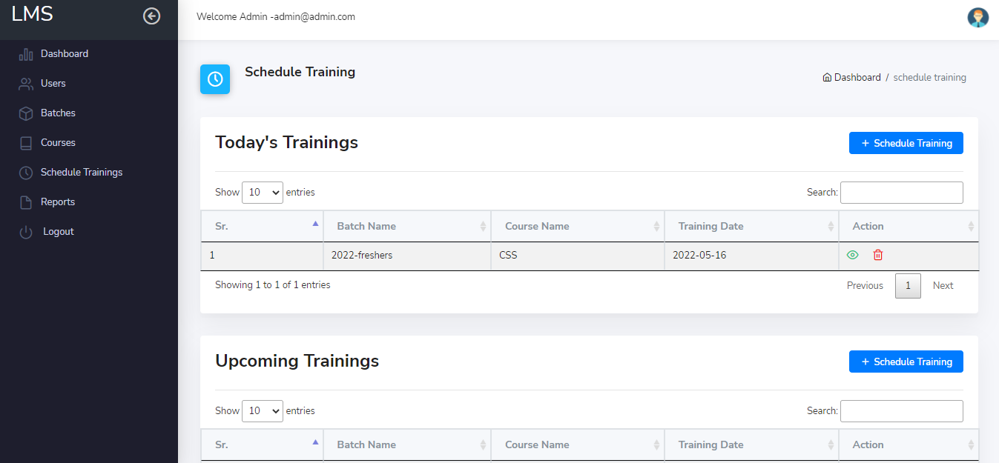 LMS
Welcome Admin -admin@admin.com
Dashboard
Users
Batches
Courses
Schedule Trainings
Reports
Logout
Schedule Training
Dashboard / schedule training
Today's Trainings
+ Schedule Training
Show 10 entries
Search:
Sr. Batch Name Course Name Training Date Action
1 2022-freshers CSS 2022-05-16
Showing 1 to 1 of 1 entries
Previous 1 Next
Upcoming Trainings
+ Schedule Training
Show 10 entries
Search:
Sr. Batch Name Course Name Training Date Action